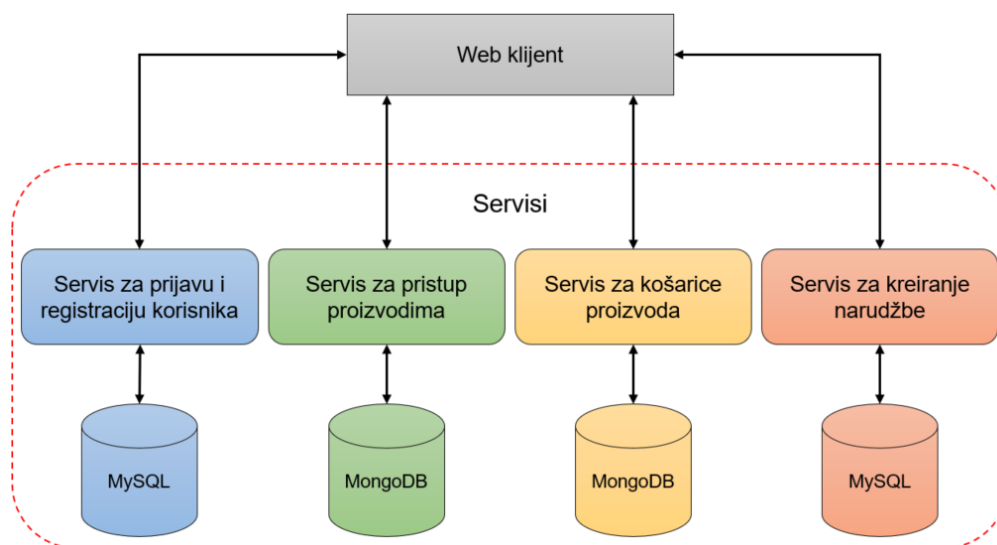 Web klijent
Servisi
Servis za prijavu i
registraciju korisnika
Servis za pristup
proizvodima
Servis za košarice
proizvoda
Servis za kreiranje
narudžbe
MySQL
MongoDB
MongoDB
MySQL